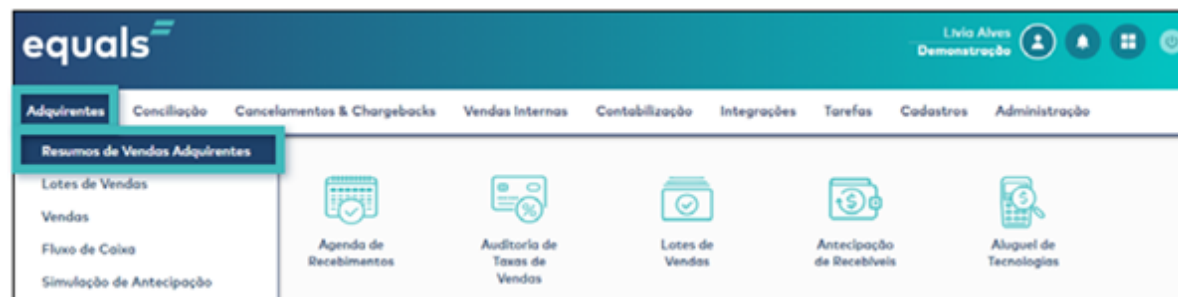 equals
Livia Alves
Demonstração
Adquirentes Conciliação Cancelamentos & Chargebacks Vendas Internas Contabilização Integrações Tarefas Cadastros Administração
Resumos de Vendas Adquirentes
Lotes de Vendas
Vendas
Fluxo de Caixa
Simulação de Antecipação
Agenda de
Recebimentos
Auditoria de
Taxas de
Vendas
Lotes de
Vendas
Antecipação
de Recebíveis
Aluguel de
Tecnologias